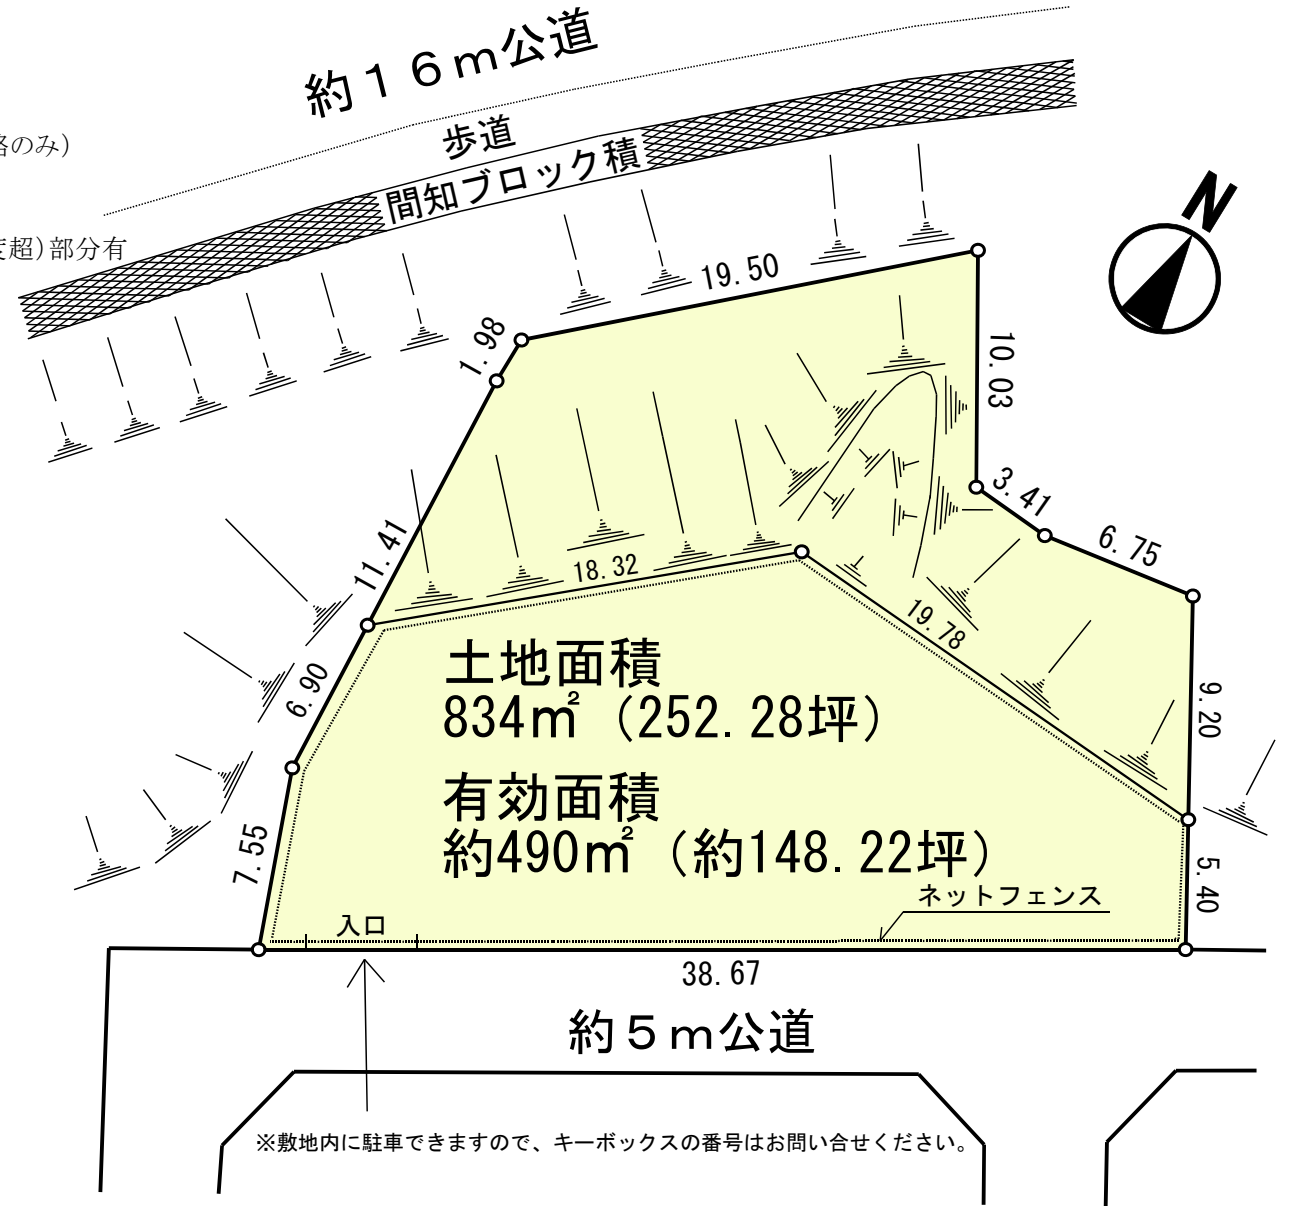 約１６ｍ公道
歩道
間知ブロック積
のみ）
超）部分有
N
19.50
1.98
10.03
3.41
11.41
6.75
18.32
19.78
6.90
9.20
土地面積
834㎡（252.28坪）
有効面積
約490㎡（約148.22坪）
7.55
5.40
ネットフェンス
入口
38.67
約５ｍ公道
※敷地内に駐車できますので、キーボックスの番号はお問い合せください。